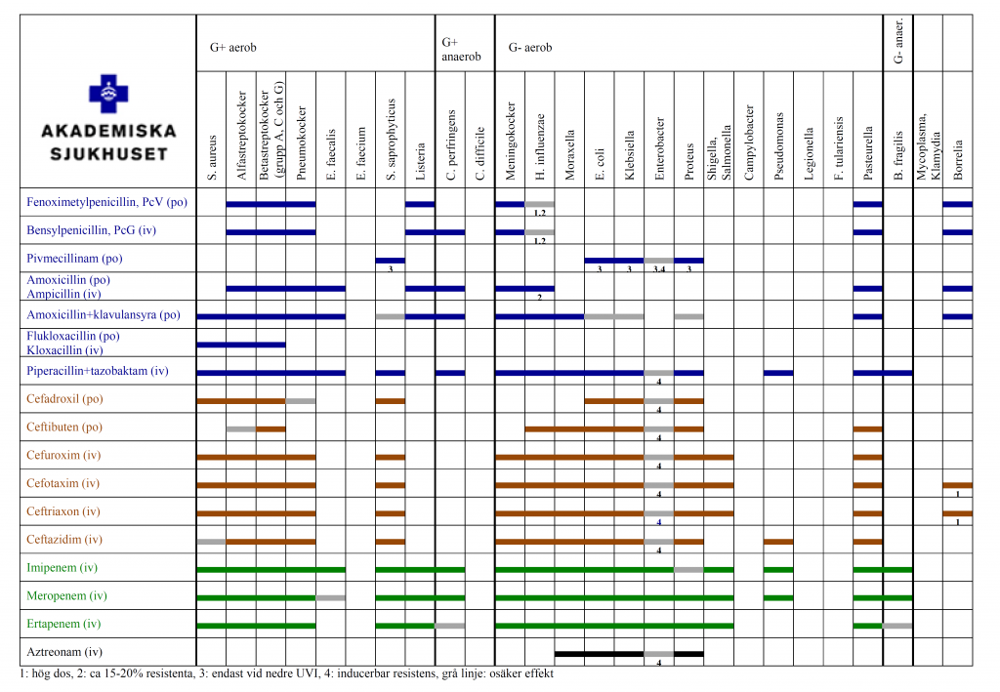 AKADEMISKA
SJUKHUSET
G+ aerob
G+
anaerob
G- aerob
G- anaer.
S. aureus
Alfastreptokocker
Betastreptokocker
(grupp A, C och G)
Pneumokocker
E. faecalis
E. faecium
S. saprophyticus
Listeria
C. perfringens
C. difficile
Meningokocker
H. influenzae
Moraxella
E. coli
Klebsiella
Enterobacter
Proteus
Shigella,
Salmonella
Campylobacter
Pseudomonas
Legionella
F. tulariensis
Pasteurella
B. fragilis
Mycoplasma,
Klamydia
Borrelia
Fenoximetylpenicillin, PcV (po)
1,2
Bensylpenicillin, PcG (iv)
1,2
Pivmecillinam (po)
3 3 3 3,4 3
Amoxicillin (po)
Ampicillin (iv)
2
Amoxicillin+klavulansyra (po)
Flukloxacillin (po)
Kloxacillin (iv)
Piperacillin+tazobaktam (iv)
4
Cefadroxil (po)
4
Ceftibuten (po)
4
Cefuroxim (iv)
4
Cefotaxim (iv)
4 1
Ceftriaxon (iv)
4 1
Ceftazidim (iv)
4
Imipenem (iv)
Meropenem (iv)
Ertapenem (iv)
Aztreonam (iv)
4
1: hög dos, 2: ca 15-20% resistenta, 3: endast vid nedre UVI, 4: inducerbar resistens, grå linje: osäker effekt